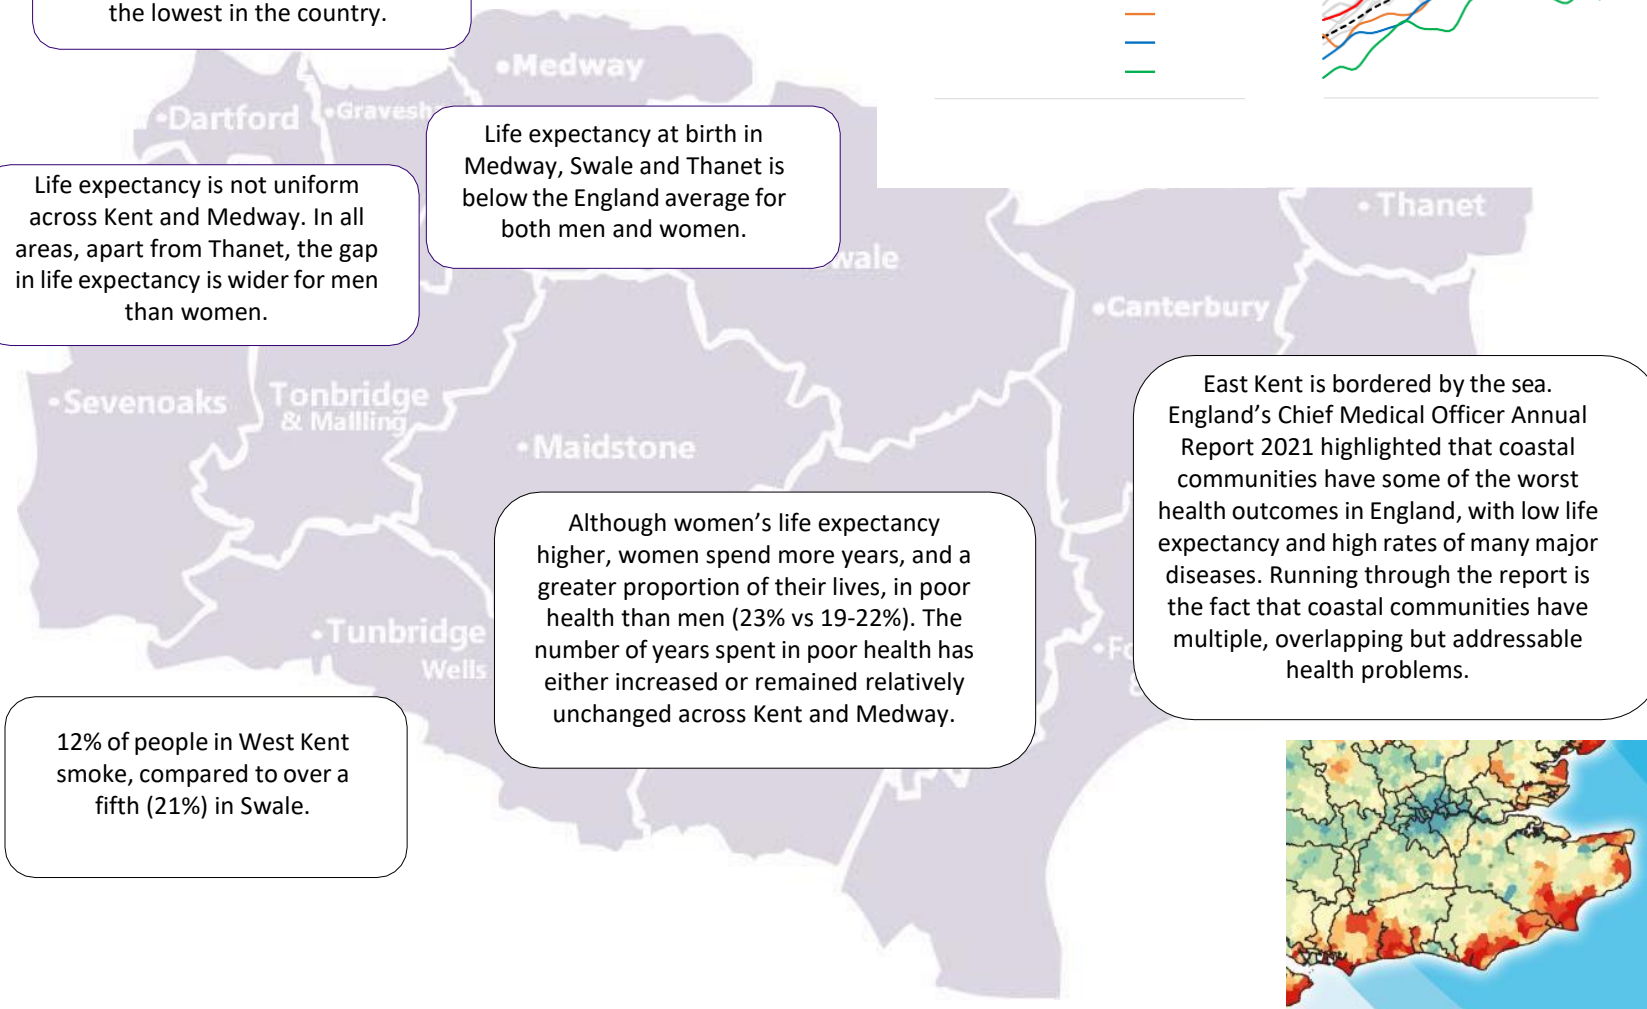 the lowest in the country.
•Medway
•Dartford
•Gravesh
Life expectancy at birth in
Medway, Swale and Thanet is
below the England average for
both men and women.
Life expectancy is not uniform
across Kent and Medway. In all
areas, apart from Thanet, the gap
in life expectancy is wider for men
than women.
• Thanet
wale
•Canterbury
•Sevenoaks
Tonbridge
& Mallling
•Maidstone
East Kent is bordered by the sea.
England’s Chief Medical Officer Annual
Report 2021 highlighted that coastal
communities have some of the worst
health outcomes in England, with low life
expectancy and high rates of many major
diseases. Running through the report is
the fact that coastal communities have
multiple, overlapping but addressable
health problems.
Although women’s life expectancy
higher, women spend more years, and a
greater proportion of their lives, in poor
health than men (23% vs 19-22%). The
number of years spent in poor health has
either increased or remained relatively
unchanged across Kent and Medway.
•Tunbridge
Wells
•Fo
12% of people in West Kent
smoke, compared to over a
fifth (21%) in Swale.